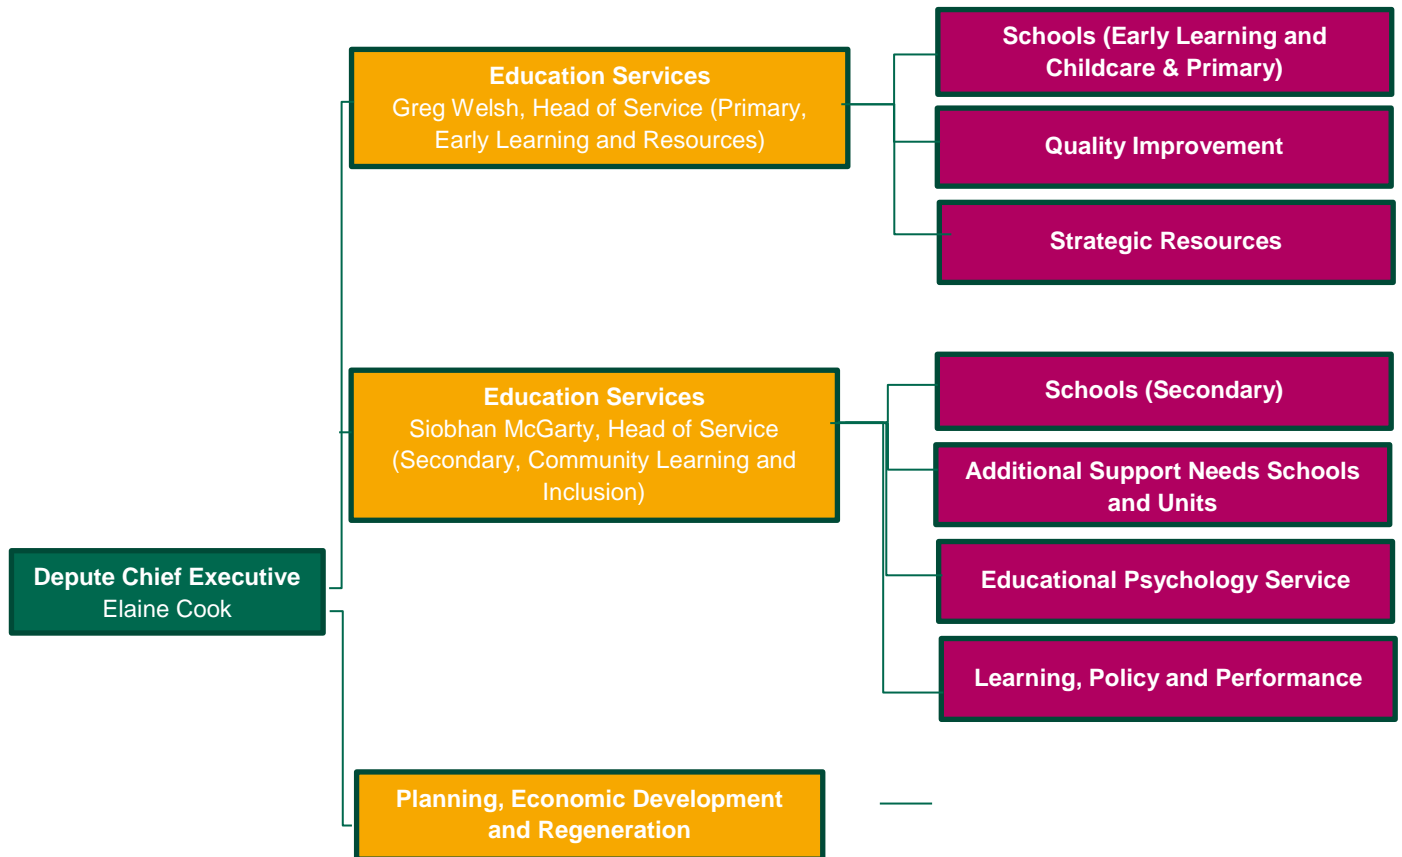 Education Services
Greg Welsh, Head of Service (Primary,
Early Learning and Resources)
Schools (Early Learning and
Childcare & Primary)
Quality Improvement
Strategic Resources
Education Services
Siobhan McGarty, Head of Service
(Secondary, Community Learning and
Inclusion)
Schools (Secondary)
Additional Support Needs Schools
and Units
Educational Psychology Service
Learning, Policy and Performance
Depute Chief Executive
Elaine Cook
Planning, Economic Development
and Regeneration